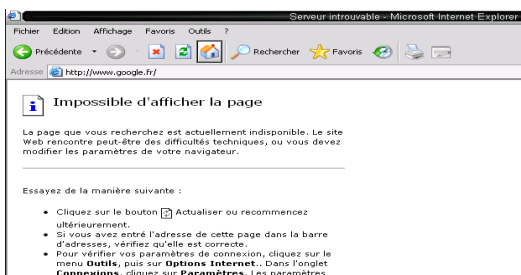 Serveur introuvable - Microsoft Internet Explorer
Fichier Edition Affichage Favoris Outils ?
Précédente Rechercher Favoris
Adresse http://www.google.fr/
Impossible d'afficher la page
La page que vous recherchez est actuellement indisponible. Le site
Web rencontre peut-être des difficultés techniques, ou vous devez
modifier les paramètres de votre navigateur.
Essayez de la manière suivante :
• Cliquez sur le bouton Actualiser ou recommencez
ultérieurement.
• Si vous avez entré l'adresse de cette page dans la barre
d'adresses, vérifiez qu'elle est correcte.
• Pour vérifier vos paramètres de connexion, cliquez sur le
menu Outils, puis sur Options Internet.. Dans l'onglet
Connexions, cliquez sur Paramètres. Les paramètres